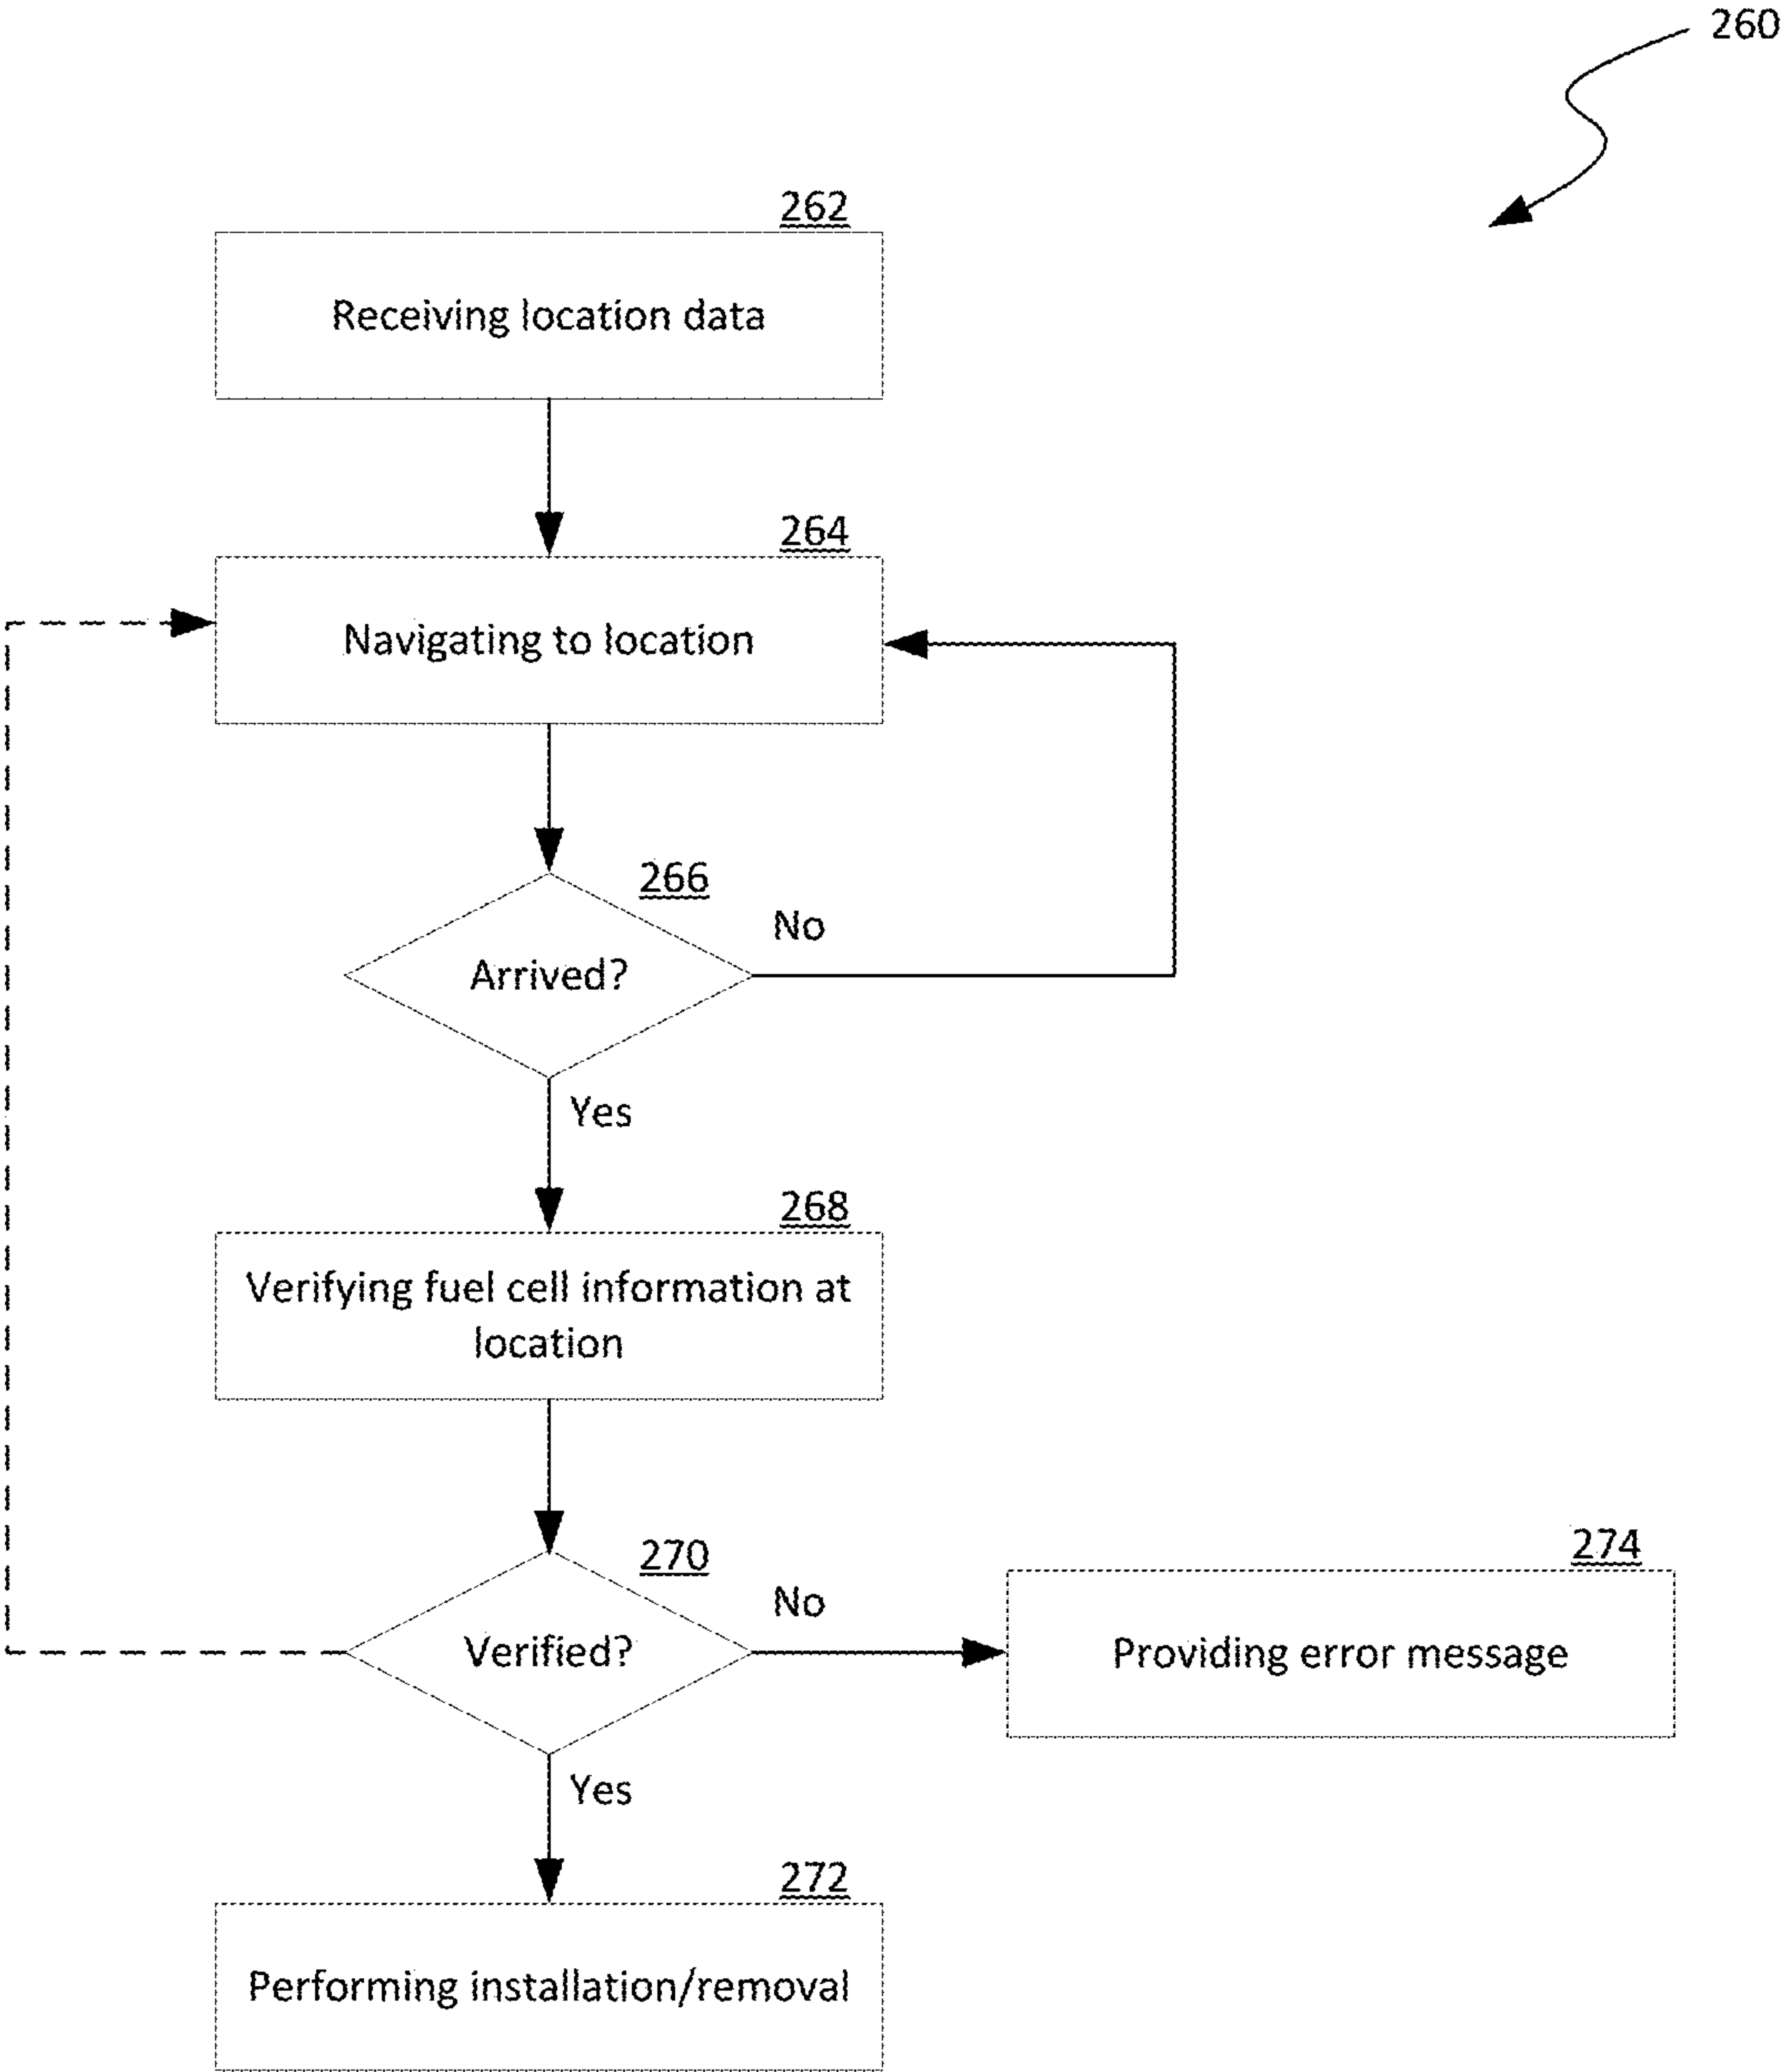 260
262
Receiving location data
264
Navigating to location
266
No
Arrived?
Yes
268
Verifying fuel cell information at
location
270
No
274
Verified?
Providing error message
Yes
272
Performing installation/removal